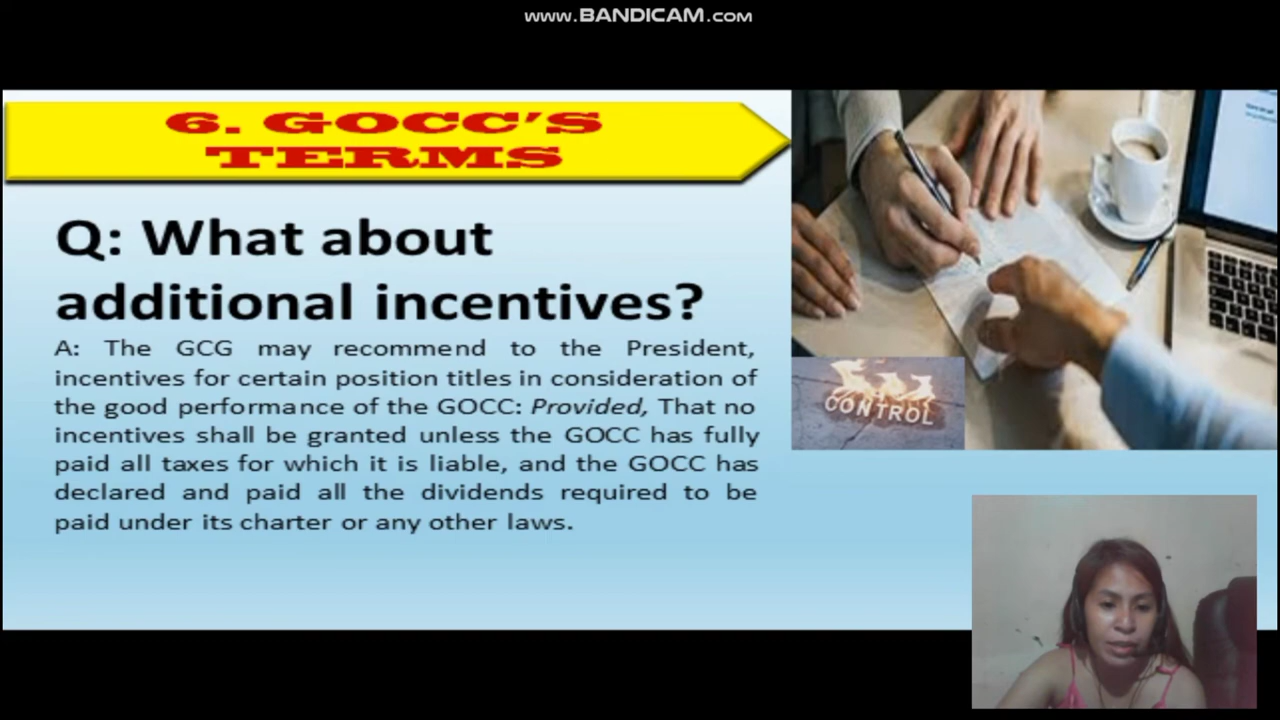 www.BANDICAM.com
6. GOCC'S
TERMS
Q: What about
additional incentives?
A: The GCG may recommend to the President,
incentives for certain position titles in consideration of
the good performance of the GOCC: Provided, That no
incentives shall be granted unless the GOCC has fully
paid all taxes for which it is liable, and the GOCC has
declared and paid all the dividends required to be
paid under its charter or any other laws.
CONTROL